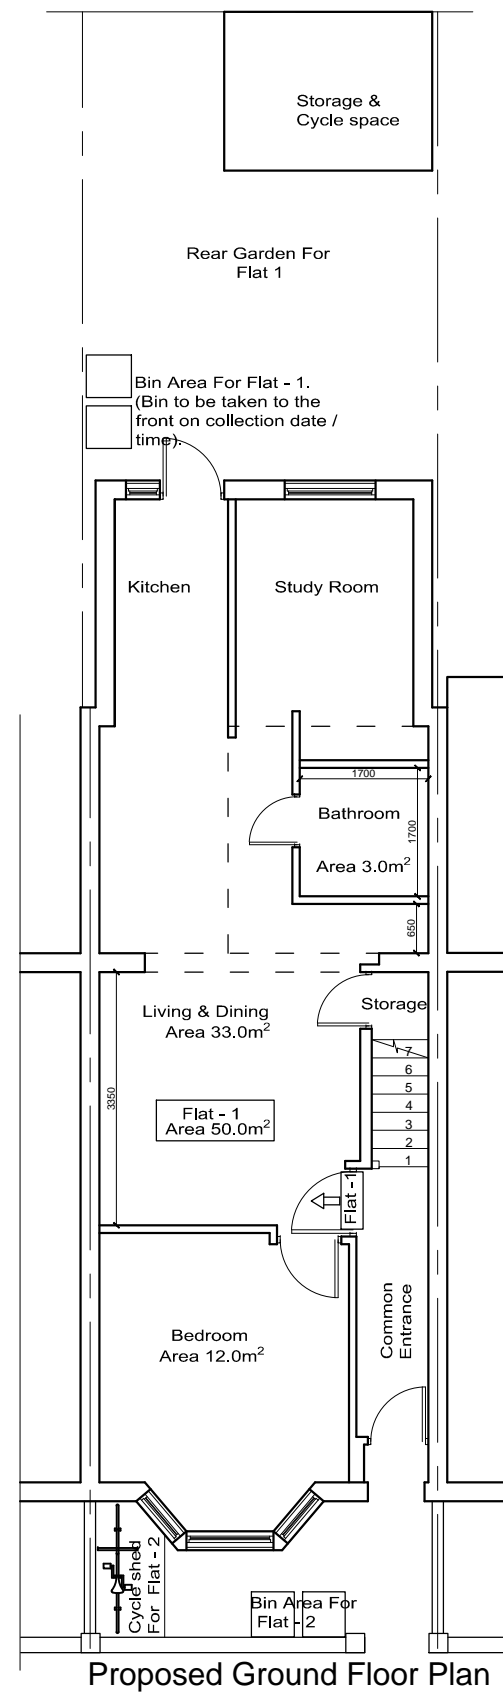 Storage &
Cycle space
Rear Garden For
Flat 1
Bin Area For Flat - 1.
(Bin to be taken to the
front on collection date /
time).
Kitchen
Study Room
1700
Bathroom
1700
Area 3.0m²
650
Living & Dining
Area 33.0m²
Storage
3350
7
6
5
4
3
2
1
Flat - 1
Area 50.0m²
Flat -1
Common
Entrance
Bedroom
Area 12.0m²
Cycle shed
For Flat - 2
Bin Area For
Flat - 2
Proposed Ground Floor Plan